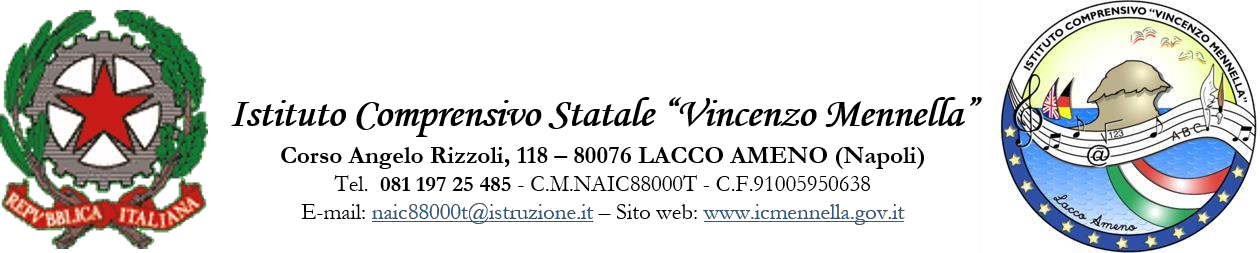 Istituto Comprensivo Statale “Vincenzo Mennella”
Corso Angelo Rizzoli, 118 – 80076 LACCO AMENO (Napoli)
Tel. 081 197 25 485 - C.M.NAIC88000T - C.F.91005950638
E-mail: naic88000t@istruzione.it – Sito web: www.icmennella.gov.it
REPVBBLICA ITALIANA
ISTITUTO COMPRENSIVO “VINCENZO MENNELLA”
123
@
ABC
Lacco Ameno